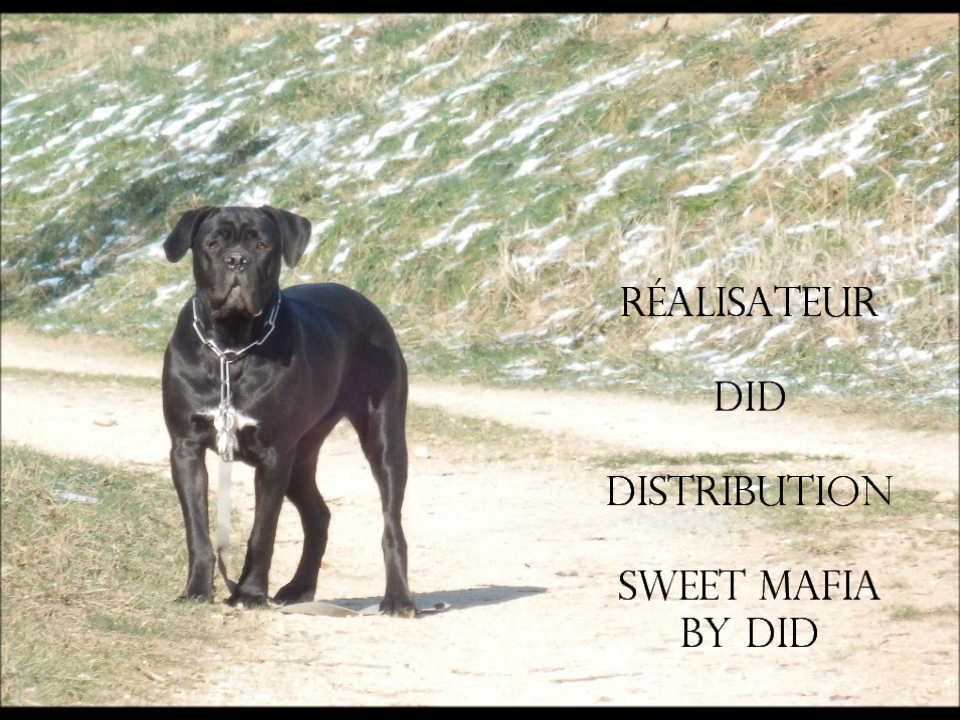 RÉALISATEUR
DID
DISTRIBUTION
SWEET MAFIA
BY DID